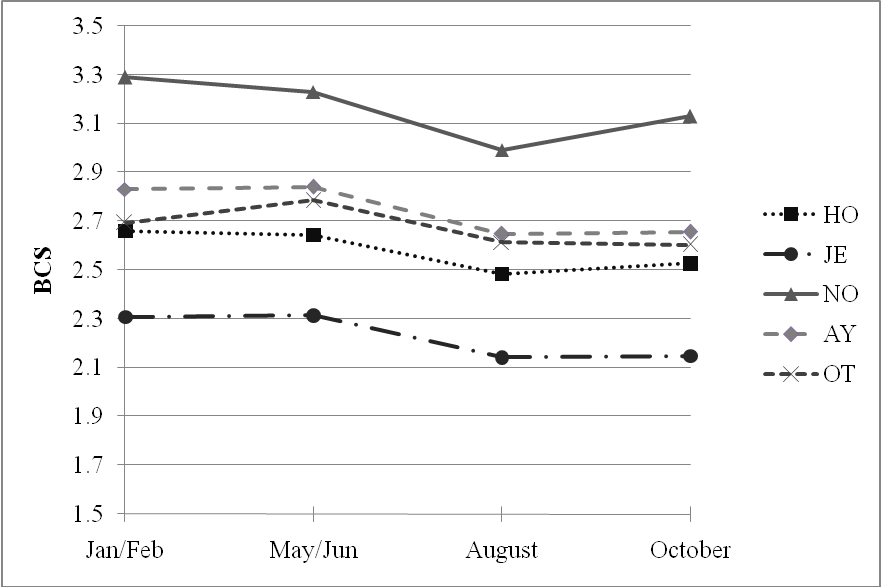 3.5
3.3
3.1
2.9
2.7
2.5
2.3
2.1
1.9
1.7
1.5
BCS
Jan/Feb May/Jun August October
HO
JE
NO
AY
OT